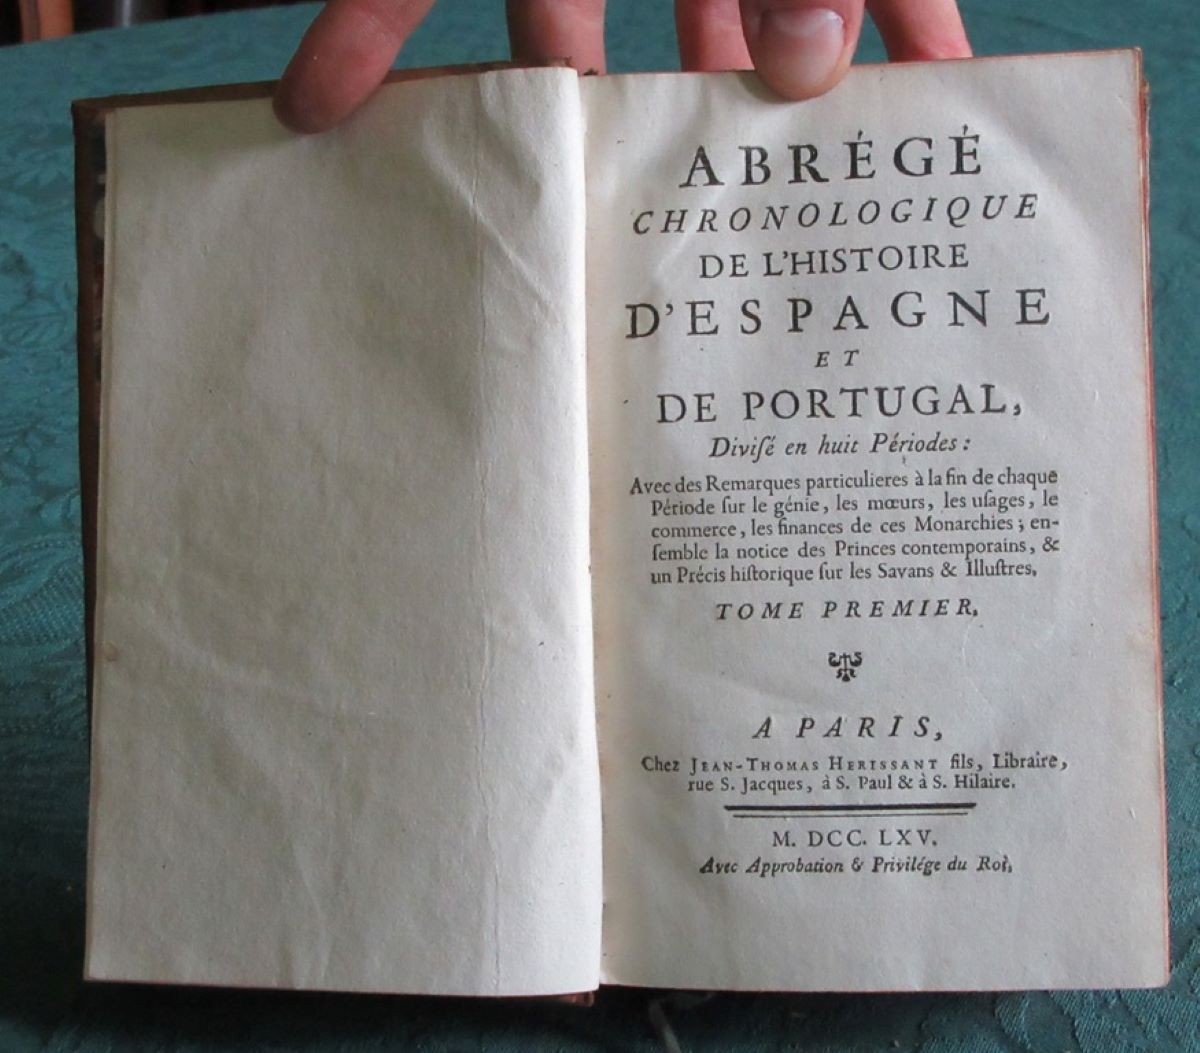 ABRÉGÉ
CHRONOLOGIQUE
DE L'HISTOIRE
D'ESPAGNE
ET
DE PORTUGAL,
Diviſé en huit Périodes :
Avec des Remarques particulieres à la fin de chaque
Période ſur le génie, les mœurs, les uſages, le
commerce, les finances de ces Monarchies ; en-
ſemble la notice des Princes contemporains, &
un Précis hiſtorique ſur les Savans & Illuſtres.
TOME PREMIER.
A PARIS,
Chez JEAN-THOMAS HERISSANT fils, Libraire,
rue S. Jacques, à S. Paul & à S. Hilaire.
M. DCC. LXV.
Avec Approbation & Privilége du Roi,